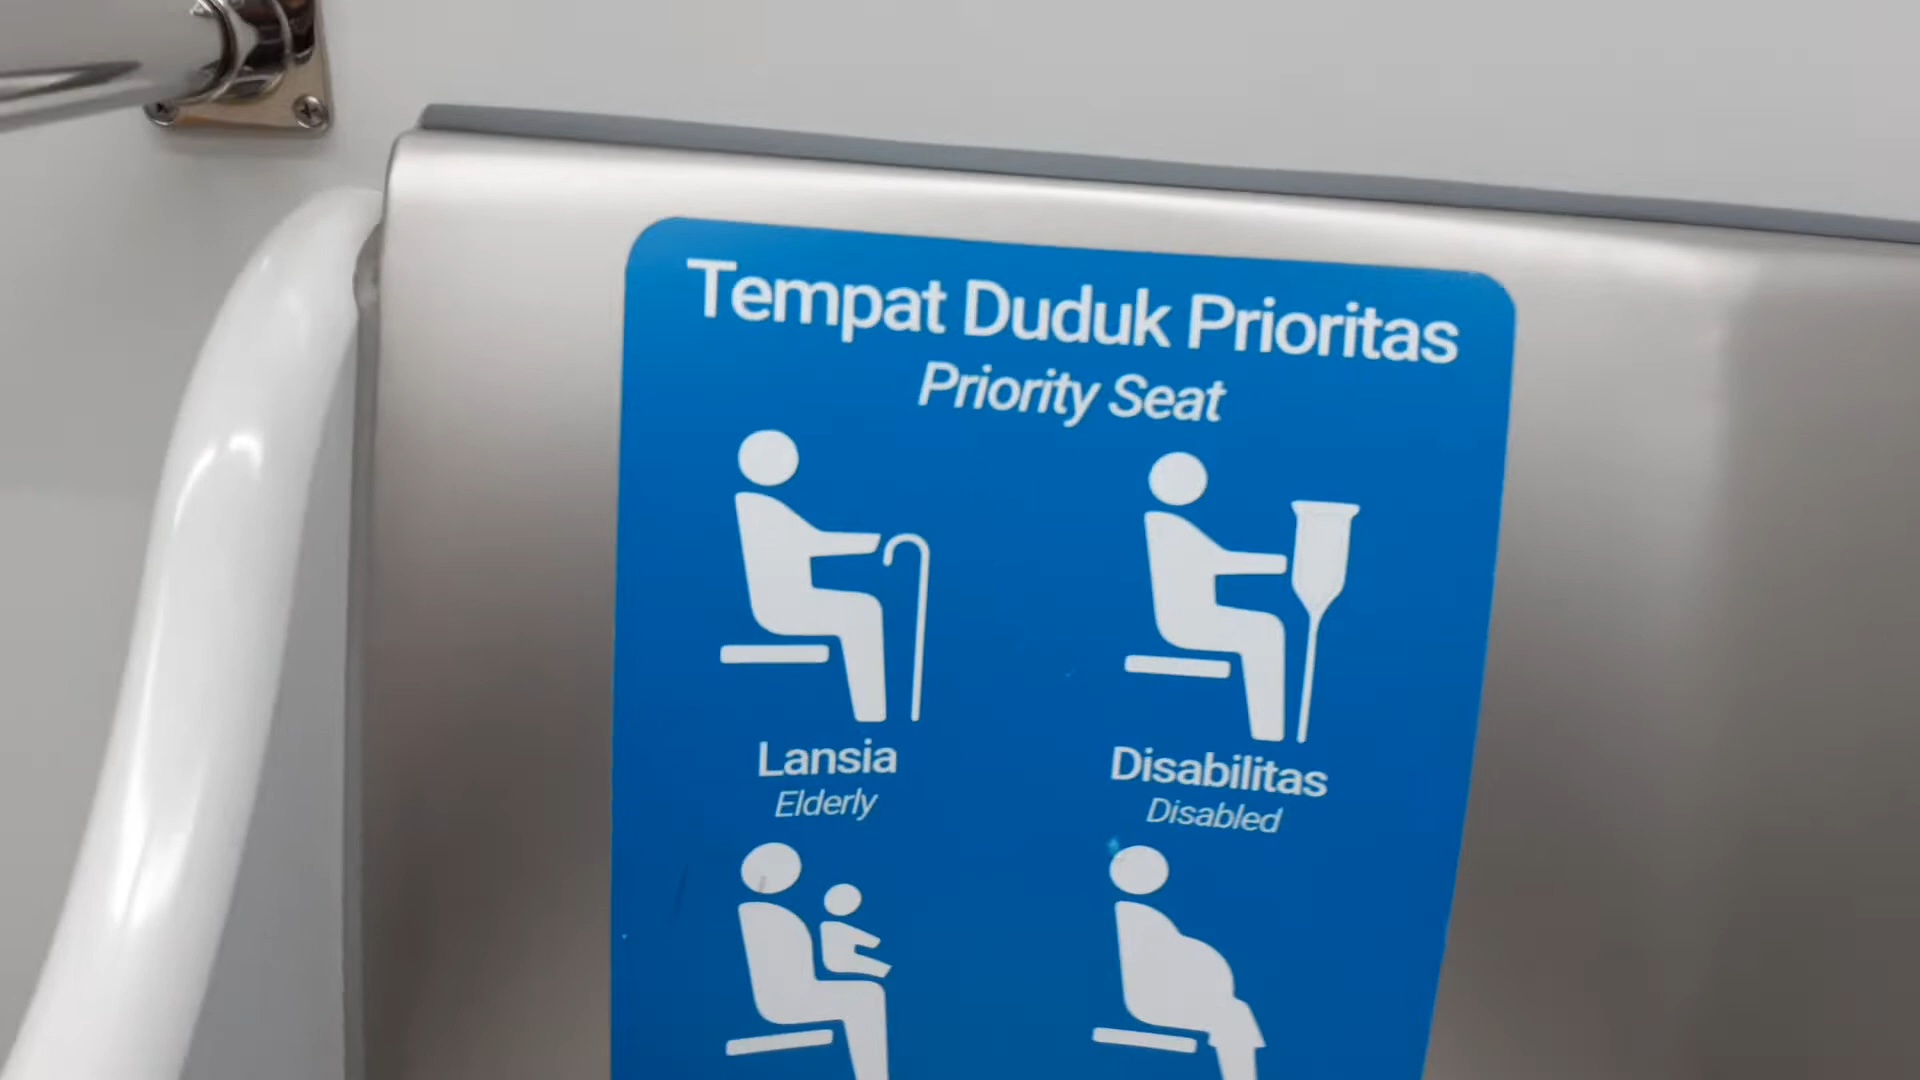 Tempat Duduk Prioritas
Priority Seat
Lansia
Elderly
Disabilitas
Disabled